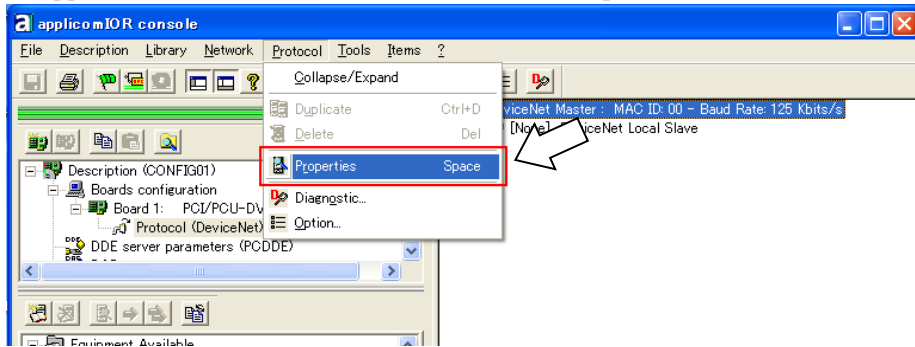 applicomIOR console
File Description Library Network Protocol Tools Items ?
Collapse/Expand
Duplicate Ctrl+D
Delete Del
Properties Space
Diagnostic...
Option...
viceNet Master : MAC ID: 00 - Baud Rate: 125 Kbits/s
[None] iceNet Local Slave
Description (CONFIG01)
Boards configuration
Board 1: PCI/PCU-DV
Protocol (DeviceNet)
DDE server parameters (PCDDE)
Equipment Available